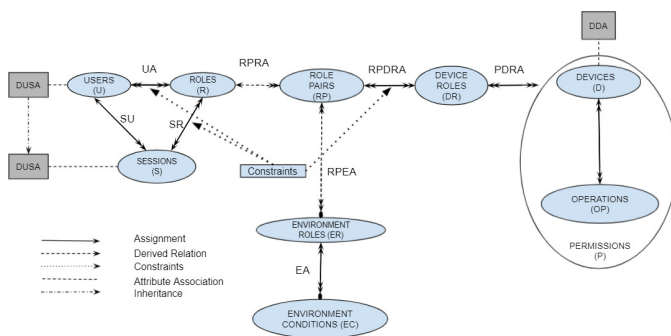 DDA
UA
RPRA
RPDRA
PDRA
DUSA
USERS
(U)
ROLES
(R)
ROLE
PAIRS
(RP)
DEVICE
ROLES
(DR)
DEVICES
(D)
SU
SR
DUSA
SESSIONS
(S)
Constraints
RPEA
OPERATIONS
(OP)
ENVIRONMENT
ROLES (ER)
PERMISSIONS
(P)
Assignment
Derived Relation
Constraints
Attribute Association
Inheritance
EA
ENVIRONMENT
CONDITIONS (EC)